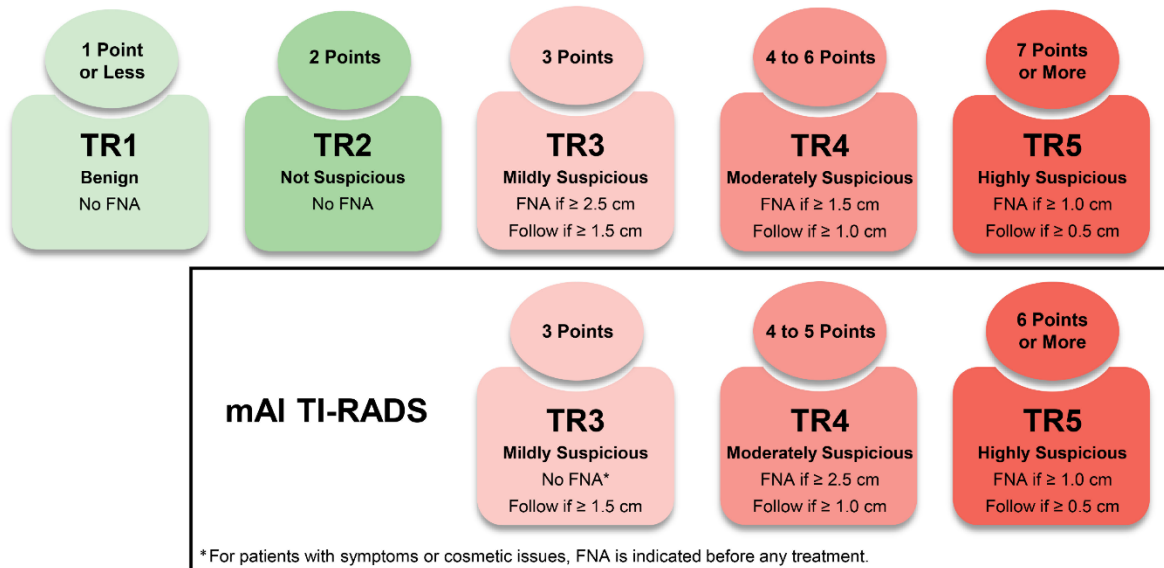 1 Point
or Less
TR1
Benign
No FNA
2 Points
TR2
Not Suspicious
No FNA
3 Points
TR3
Mildly Suspicious
FNA if ≥ 2.5 cm
Follow if ≥ 1.5 cm
4 to 6 Points
TR4
Moderately Suspicious
FNA if ≥ 1.5 cm
Follow if ≥ 1.0 cm
7 Points
or More
TR5
Highly Suspicious
FNA if ≥ 1.0 cm
Follow if ≥ 0.5 cm
mAI TI-RADS
3 Points
TR3
Mildly Suspicious
No FNA*
Follow if ≥ 1.5 cm
4 to 5 Points
TR4
Moderately Suspicious
FNA if ≥ 2.5 cm
Follow if ≥ 1.0 cm
6 Points
or More
TR5
Highly Suspicious
FNA if ≥ 1.0 cm
Follow if ≥ 0.5 cm
* For patients with symptoms or cosmetic issues, FNA is indicated before any treatment.